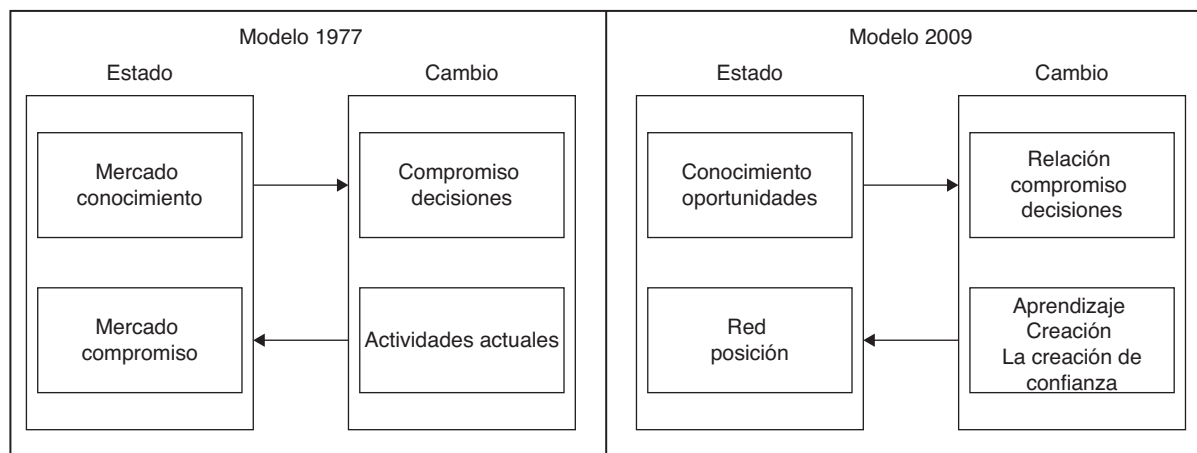 Modelo 1977
Estado
Cambio
Mercado
conocimiento
Compromiso
decisiones
Mercado
compromiso
Actividades actuales
Modelo 2009
Estado
Cambio
Conocimiento
oportunidades
Relación
compromiso
decisiones
Red
posición
Aprendizaje
Creación
La creación de
confianza